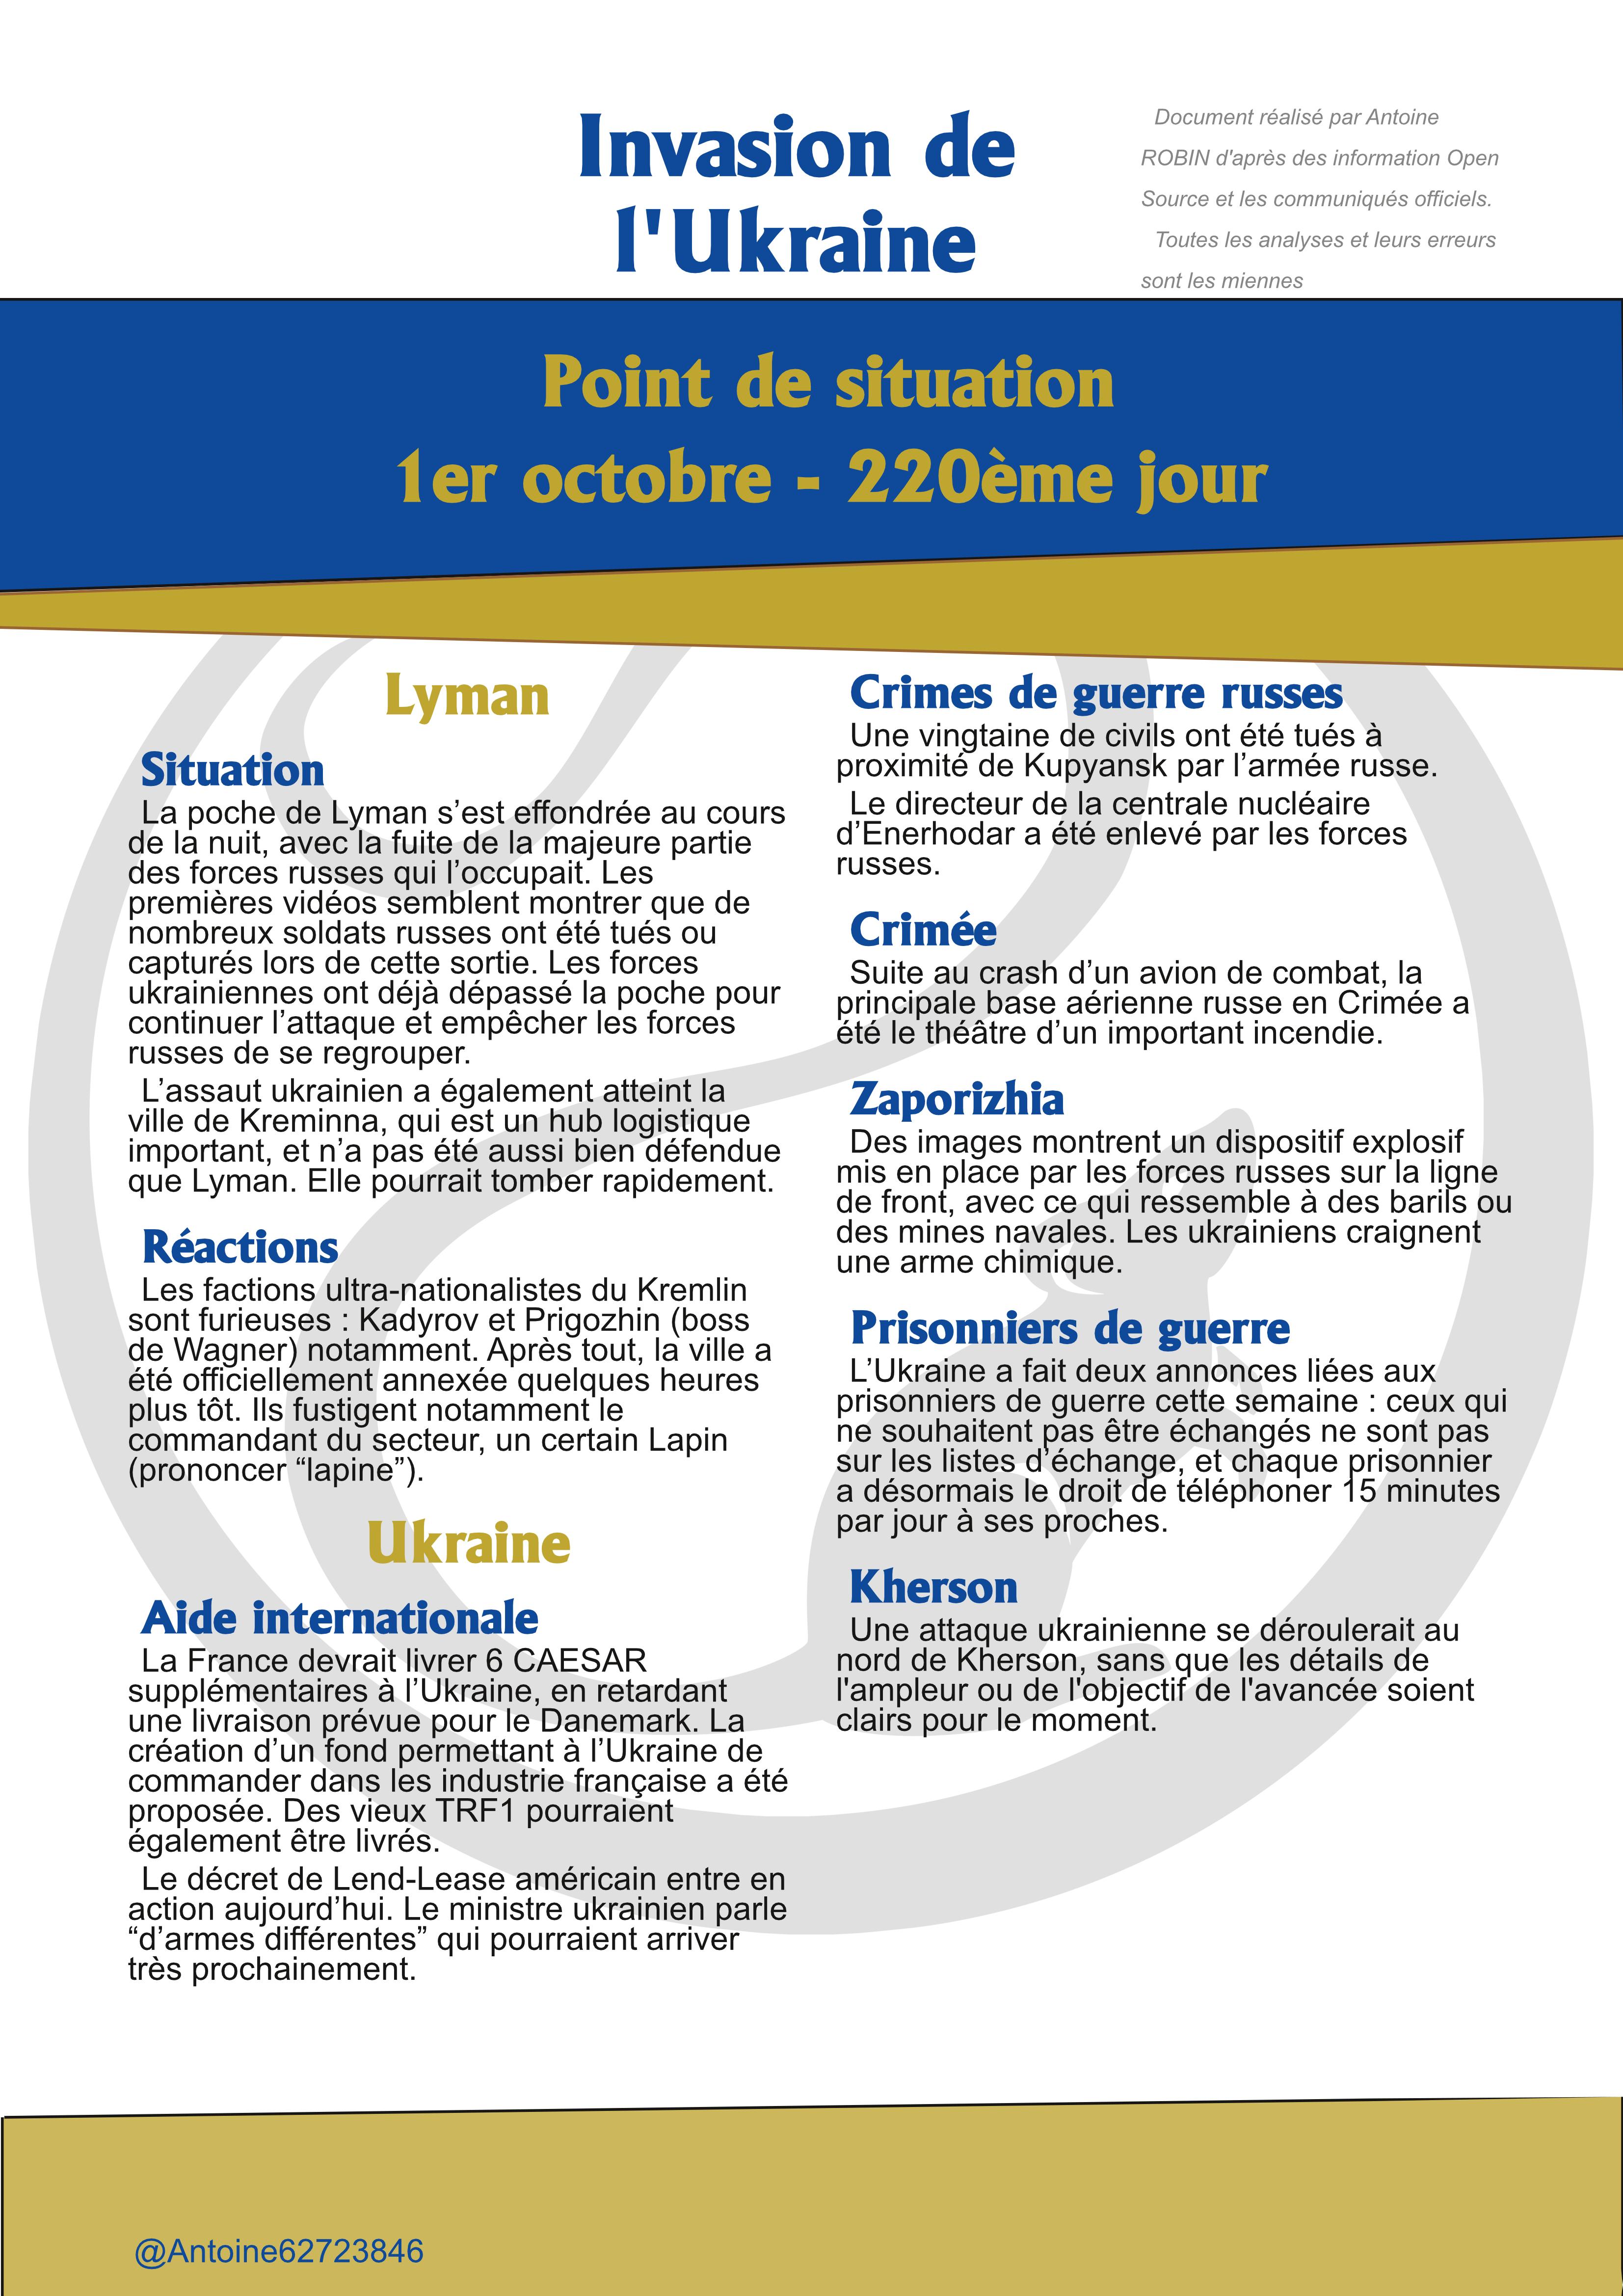 Invasion de
l'Ukraine
Document réalisé par Antoine
ROBIN d'après des information Open
Source et les communiqués officiels.
Toutes les analyses et leurs erreurs
sont les miennes
Point de situation
1er octobre - 220ème jour
Lyman
Situation
La poche de Lyman s’est effondrée au cours
de la nuit, avec la fuite de la majeure partie
des forces russes qui l’occupait. Les
premières vidéos semblent montrer que de
nombreux soldats russes ont été tués ou
capturés lors de cette sortie. Les forces
ukrainiennes ont déjà dépassé la poche pour
continuer l’attaque et empêcher les forces
russes de se regrouper.
L’assaut ukrainien a également atteint la
ville de Kreminna, qui est un hub logistique
important, et n’a pas été aussi bien défendue
que Lyman. Elle pourrait tomber rapidement.
Réactions
Les factions ultra-nationalistes du Kremlin
sont furieuses : Kadyrov et Prigozhin (boss
de Wagner) notamment. Après tout, la ville a
été officiellement annexée quelques heures
plus tôt. Ils fustigent notamment le
commandant du secteur, un certain Lapin
(prononcer “lapine”).
Ukraine
Aide internationale
La France devrait livrer 6 CAESAR
supplémentaires à l’Ukraine, en retardant
une livraison prévue pour le Danemark. La
création d’un fond permettant à l’Ukraine de
commander dans les industrie française a été
proposée. Des vieux TRF1 pourraient
également être livrés.
Le décret de Lend-Lease américain entre en
action aujourd’hui. Le ministre ukrainien parle
“d’armes différentes” qui pourraient arriver
très prochainement.
Crimes de guerre russes
Une vingtaine de civils ont été tués à
proximité de Kupyansk par l’armée russe.
Le directeur de la centrale nucléaire
d’Enerhodar a été enlevé par les forces
russes.
Crimée
Suite au crash d’un avion de combat, la
principale base aérienne russe en Crimée a
été le théâtre d’un important incendie.
Zaporizhia
Des images montrent un dispositif explosif
mis en place par les forces russes sur la ligne
de front, avec ce qui ressemble à des barils ou
des mines navales. Les ukrainiens craignent
une arme chimique.
Prisonniers de guerre
L’Ukraine a fait deux annonces liées aux
prisonniers de guerre cette semaine : ceux qui
ne souhaitent pas être échangés ne sont pas
sur les listes d’échange, et chaque prisonnier
a désormais le droit de téléphoner 15 minutes
par jour à ses proches.
Kherson
Une attaque ukrainienne se déroulerait au
nord de Kherson, sans que les détails de
l'ampleur ou de l'objectif de l'avancée soient
clairs pour le moment.
@Antoine62723846